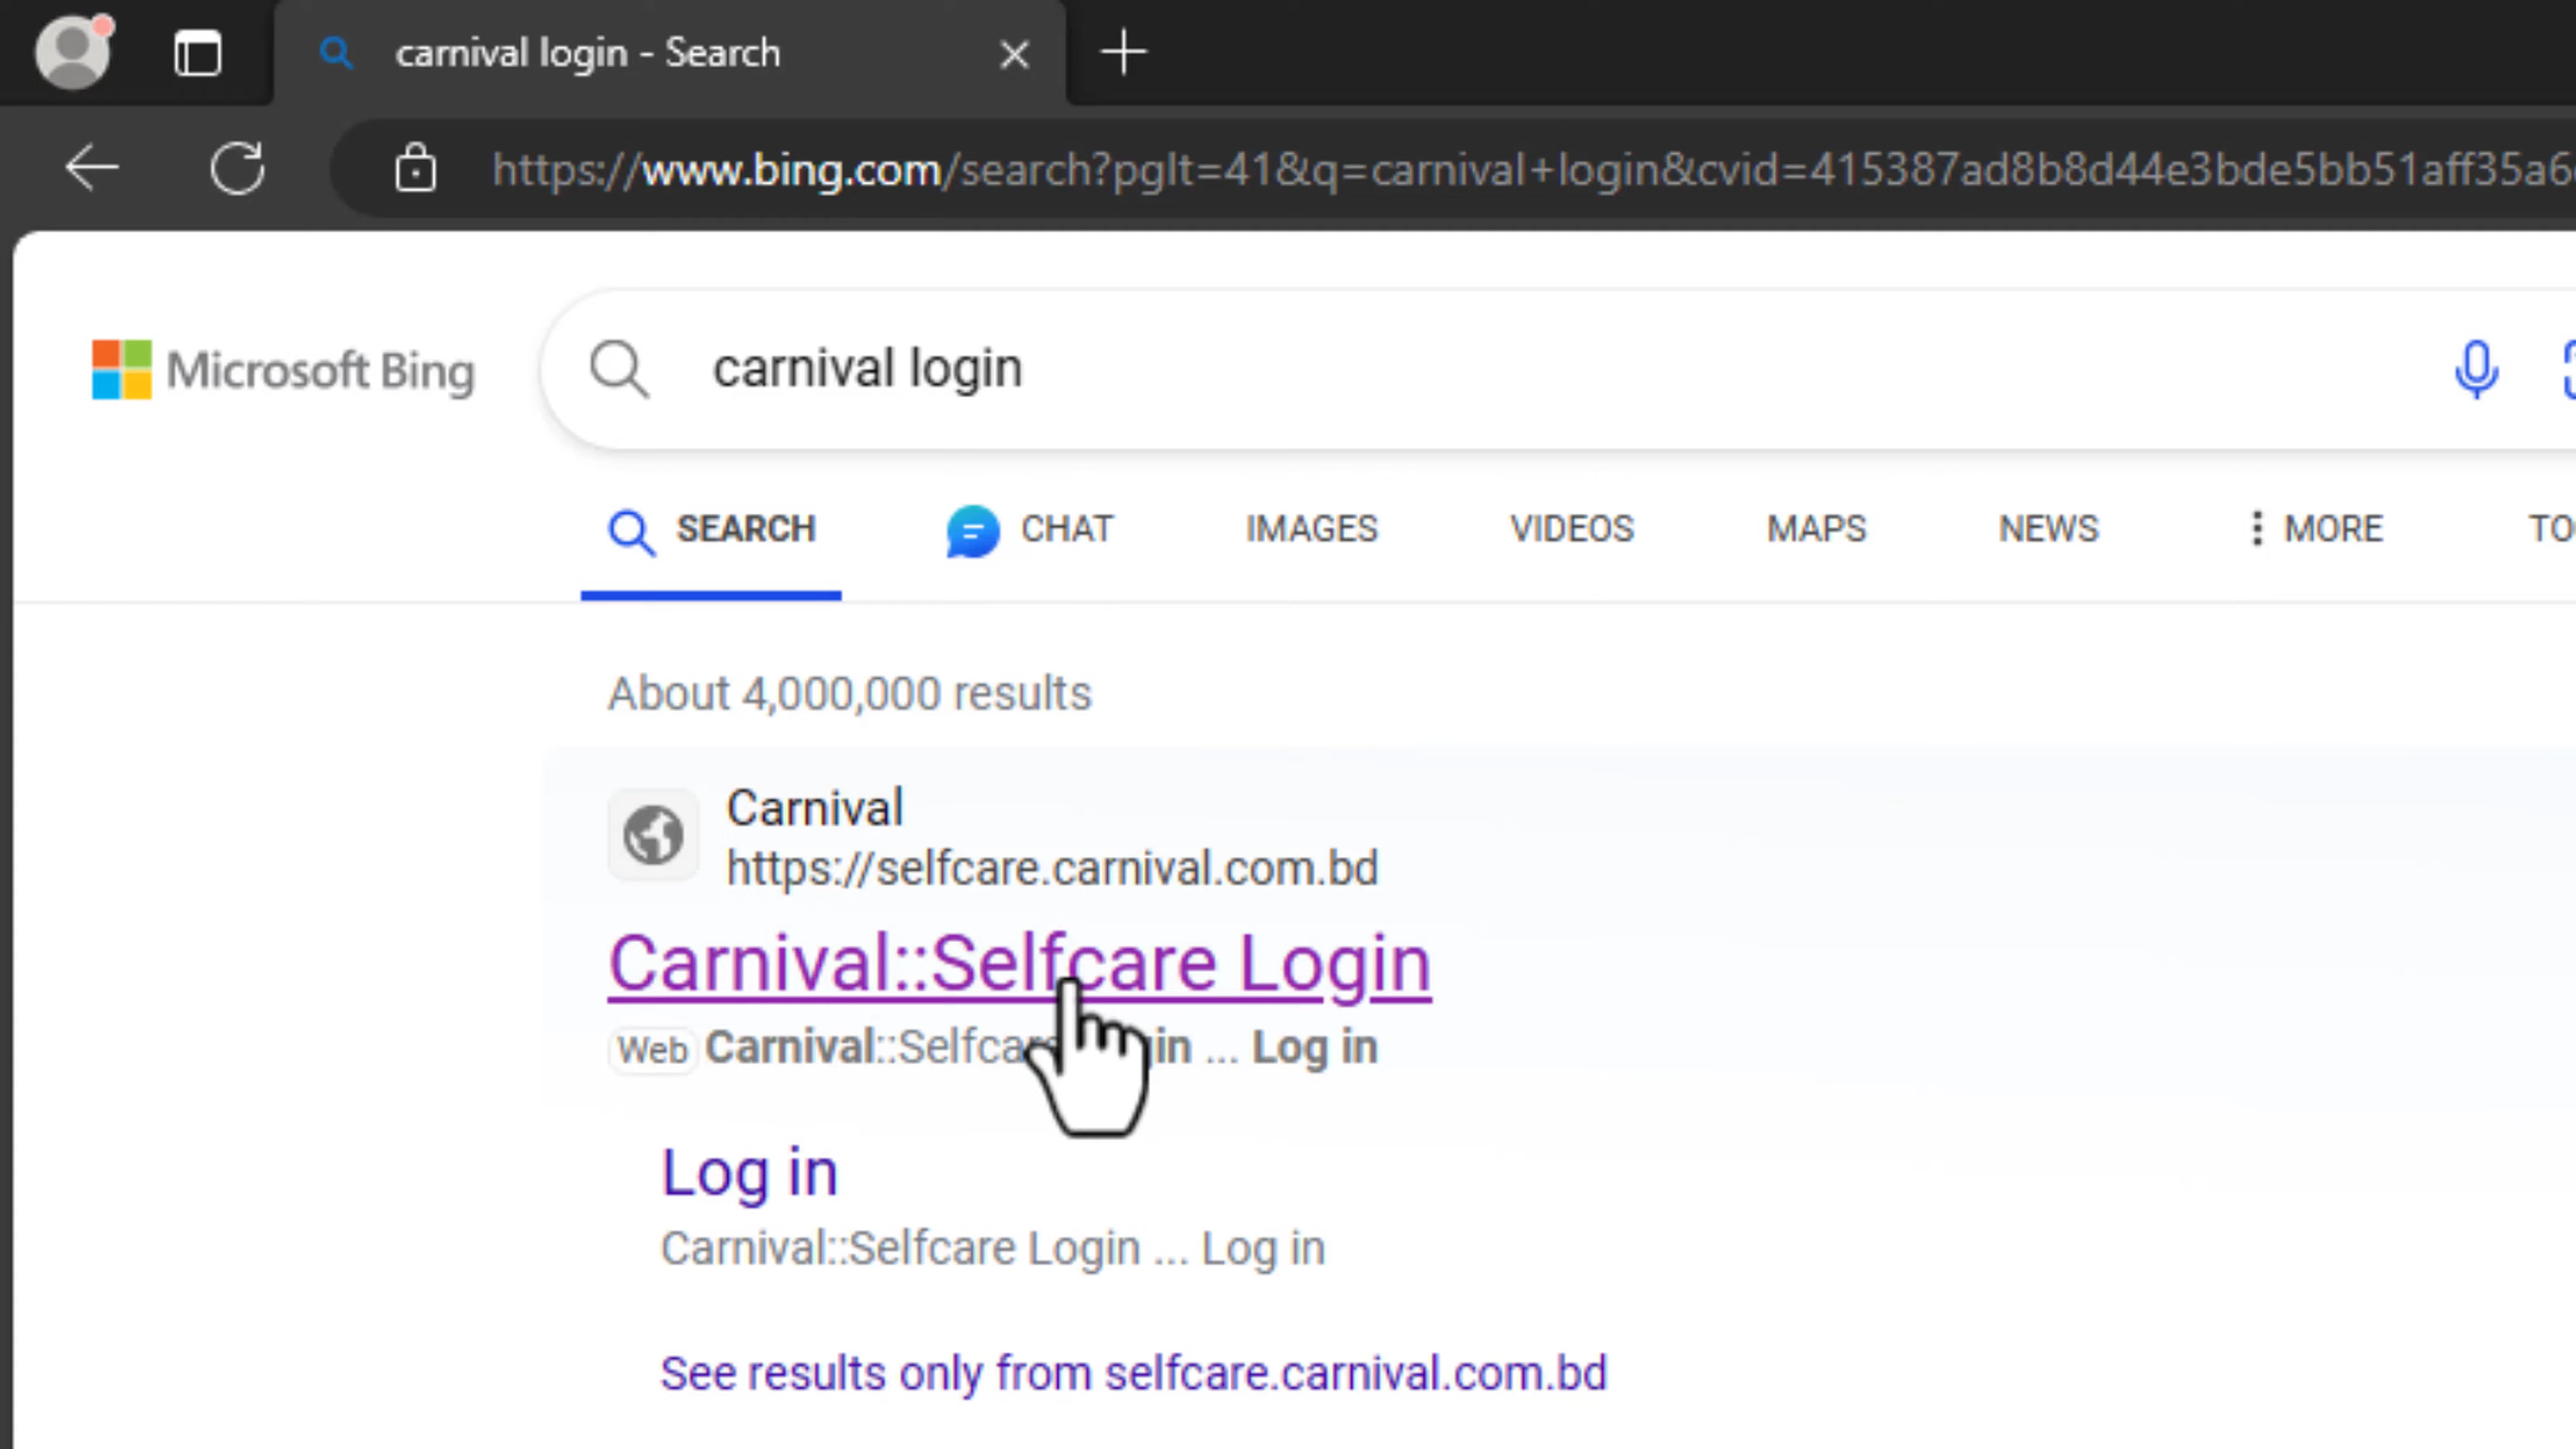 carnival login - Search
https://www.bing.com/search?pglt=41&q=carnival+login&cvid=415387ad8b8d44e3bde5bb51aff35a6
Microsoft Bing
carnival login
SEARCH CHAT IMAGES VIDEOS MAPS NEWS MORE
About 4,000,000 results
Carnival
https://selfcare.carnival.com.bd
Carnival::Selfcare Login
Web Carnival::Selfcare ... Log in
Log in
Carnival::Selfcare Login ... Log in
See results only from selfcare.carnival.com.bd